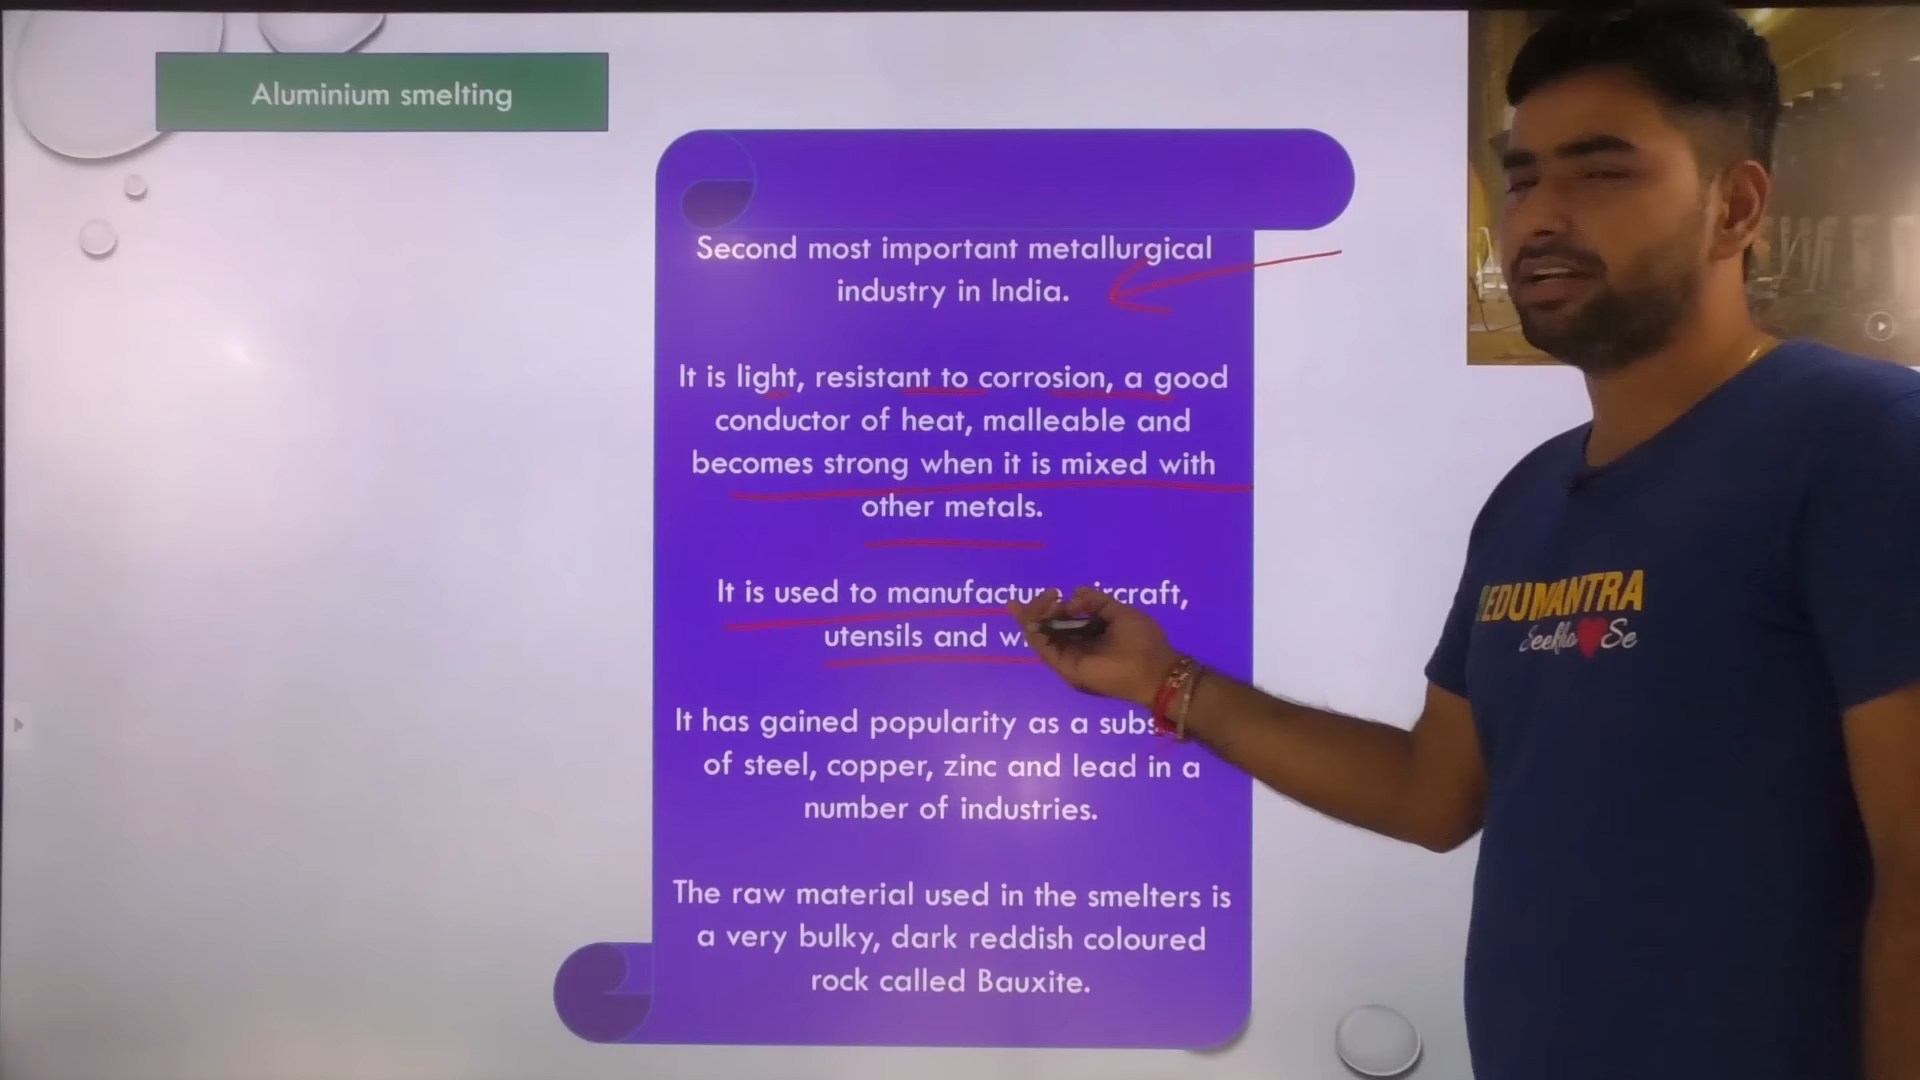 Aluminium smelting
Second most important metallurgical
industry in India.
It is light, resistant to corrosion, a good
conductor of heat, malleable and
becomes strong when it is mixed with
other metals.
It is used to manufacture aircraft,
utensils and
It has gained popularity as a
of steel, copper, zinc and lead in a
number of industries.
The raw material used in the smelters is
a very bulky, dark reddish coloured
rock called Bauxite.
EDUMANTRA
Seekho Se